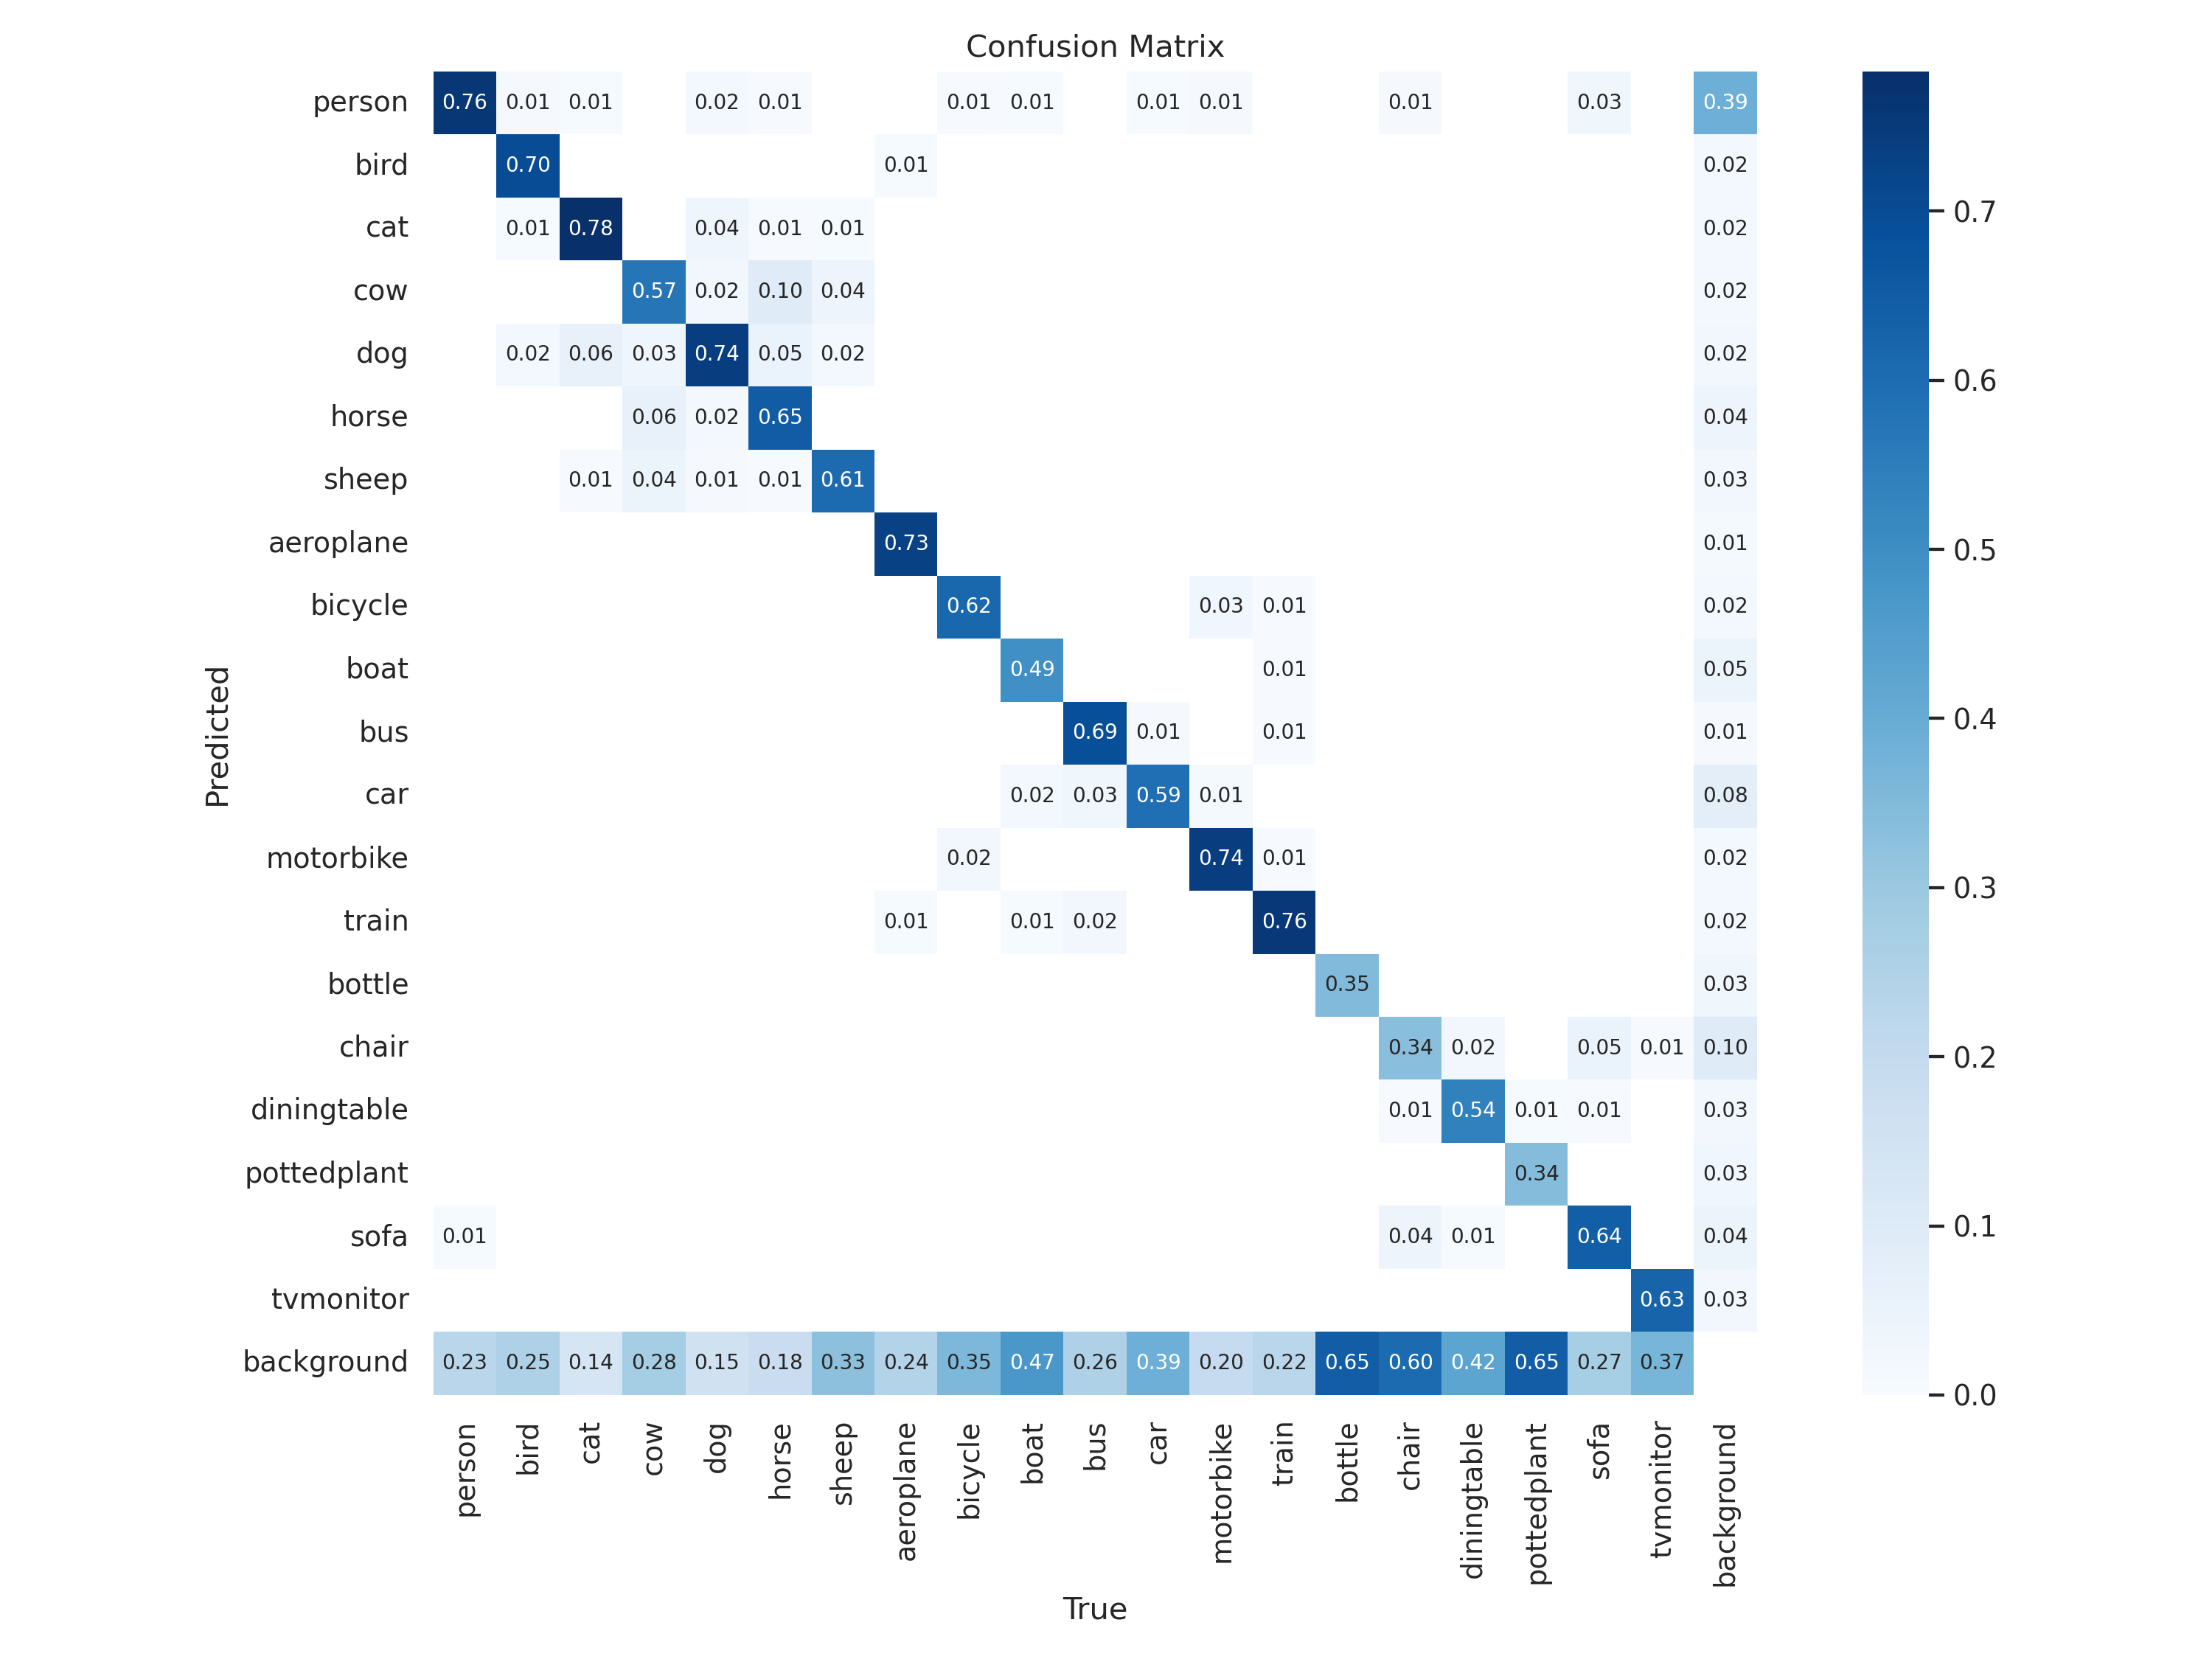 Confusion Matrix
person 0.76 0.01 0.01 0.02 0.01 0.01 0.01 0.01 0.01 0.01 0.03 0.39
bird 0.70 0.01 0.02
cat 0.01 0.78 0.04 0.01 0.01 0.02
cow 0.57 0.02 0.10 0.04 0.02
dog 0.02 0.06 0.03 0.74 0.05 0.02 0.02
horse 0.06 0.02 0.65 0.04
sheep 0.01 0.04 0.01 0.01 0.61 0.03
aeroplane 0.73 0.01
bicycle 0.62 0.03 0.01 0.02
boat 0.49 0.01 0.05
bus 0.69 0.01 0.01 0.01
car 0.02 0.03 0.59 0.01 0.08
motorbike 0.02 0.74 0.01 0.02
train 0.01 0.01 0.02 0.76 0.02
bottle 0.35 0.03
chair 0.34 0.02 0.05 0.01 0.10
diningtable 0.01 0.54 0.01 0.01 0.03
pottedplant 0.34 0.03
sofa 0.01 0.04 0.01 0.64 0.04
tvmonitor 0.63 0.03
background 0.23 0.25 0.14 0.28 0.15 0.18 0.33 0.24 0.35 0.47 0.26 0.39 0.20 0.22 0.65 0.60 0.42 0.65 0.27 0.37
person bird cat cow dog horse sheep aeroplane bicycle boat bus car motorbike train bottle chair diningtable pottedplant sofa tvmonitor background
True
Predicted
0.7
0.6
0.5
0.4
0.3
0.2
0.1
0.0